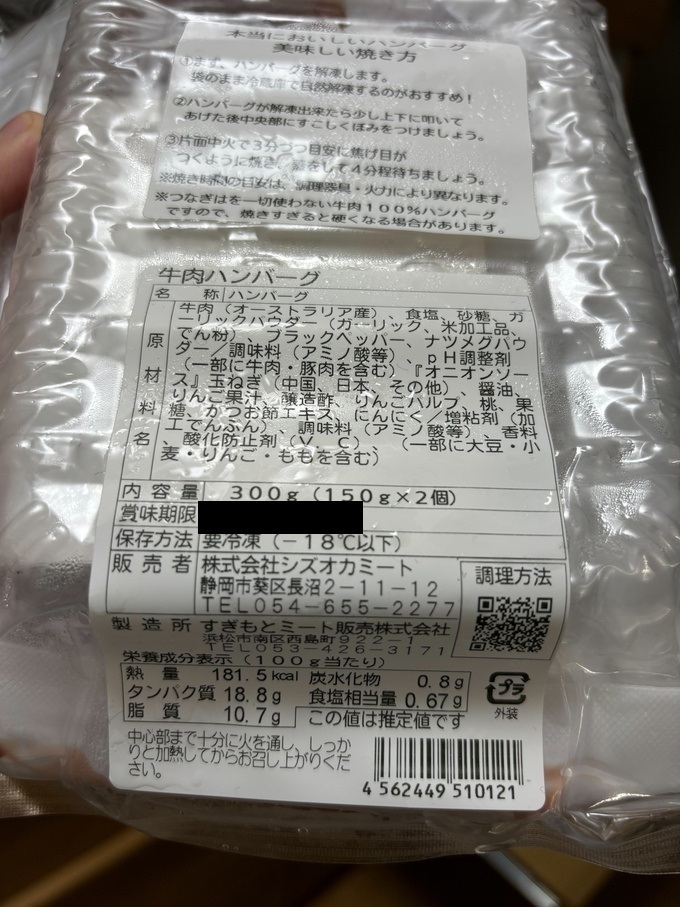 本当においしいハンバーグ
美味しい焼き方
①まず、ハンバーグを解凍します。
袋のまま冷蔵庫で自然解凍するのがおすすめ!
②ハンバーグが解凍出来たら少し上下に叩いて
あげた後中央部にすこしくぼみをつけましょう。
③片面中火で3分づつ目安に焦げ目が
つくように焼き、蓋をして4分程待ちましょう。
※焼き時間の目安は、調理器具・火力により異なります。
※つなぎはを一切使わない牛肉100%ハンバーグ
ですので、焼きすぎると硬くなる場合があります。
牛肉ハンバーグ
名 称 ハンバーグ
原材料名
牛肉(オーストラリア産)、食塩、砂糖、ガ
ーリックパウダー(ガーリック、米加工品、
でん粉)、ブラックペッパー、ナツメグパウ
ダー/調味料(アミノ酸等)、pH調整剤
(一部に牛肉・豚肉を含む)『オニオンソー
ス』玉ねぎ(中国、日本、その他)、醤油、
りんご果汁、醸造酢、りんごパルプ、桃、果
糖、かつお節エキス、にんにく/増粘剤(加
工でんぷん)、調味料(アミノ酸等)、香料
、酸化防止剤(V.C)、(一部に大豆・小
麦・りんご・ももを含む)
内容量 300g(150g×2個)
賞味期限
保存方法 要冷凍(-18℃以下)
販売者 株式会社シズオカミート
静岡市葵区長沼2-11-12
TEL054-655-2277
調理方法
製造所 すぎもとミート販売株式会社
浜松市南区西島町922-1
TEL053-426-3171
栄養成分表示(100g当たり)
熱量 181.5kcal 炭水化物 0.8g
タンパク質 18.8g 食塩相当量 0.67g
脂質 10.7g この値は推定値です
プラ
外装
中心部まで十分に火を通し、しっか
りと加熱してからお召し上がりくだ
さい。
4 562449 510121